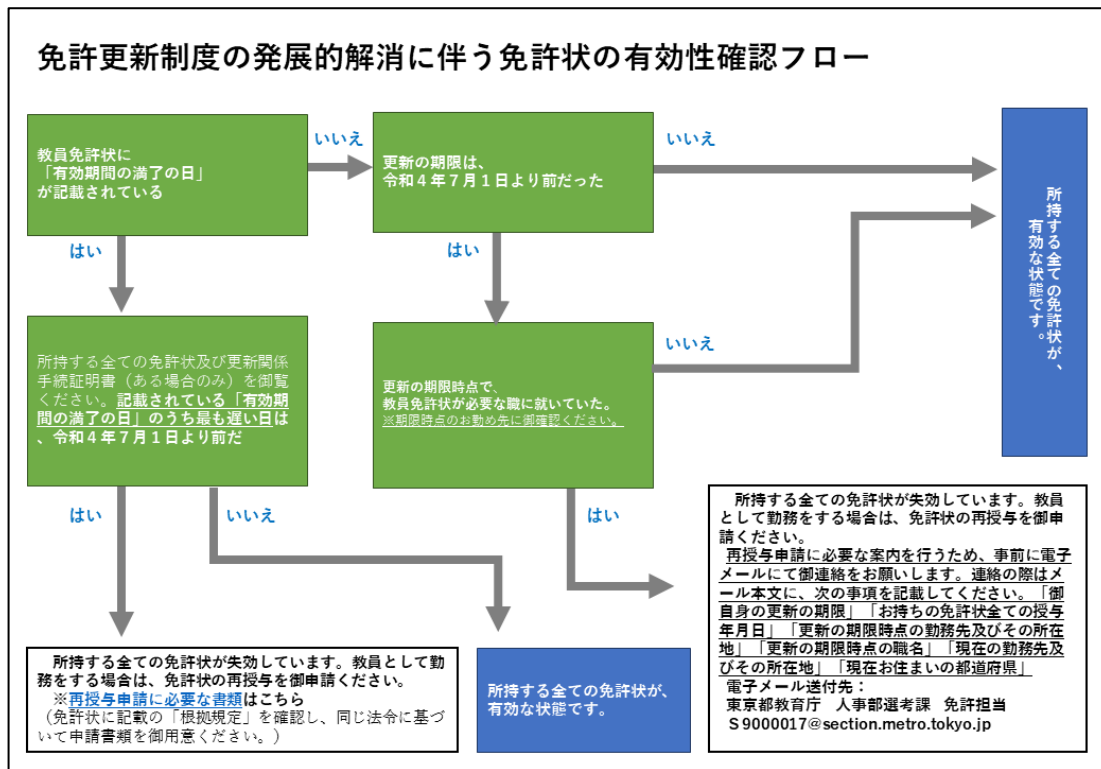 免許更新制度の発展的解消に伴う免許状の有効性確認フロー
教員免許状に
「有効期間の満了の日」
が記載されている
いいえ
更新の期限は、
令和４年７月１日より前だった
いいえ
所持する全ての免許状が、
有効な状態です。
はい
はい
所持する全ての免許状及び更新関係
手続証明書（ある場合のみ）を御覧
ください。記載されている「有効期
間の満了の日」のうち最も遅い日は
、令和４年７月１日より前だ
更新の期限時点で、
教員免許状が必要な職に就いていた。
※期限時点のお勤め先に御確認ください。
いいえ
はい
いいえ
はい
所持する全ての免許状が失効しています。教員
として勤務をする場合は、免許状の再授与を御申
請ください。
再授与申請に必要な案内を行うため、事前に電子
メールにて御連絡をお願いします。連絡の際はメ
ール本文に、次の事項を記載してください。「御
自身の更新の期限」「お持ちの免許状全ての授与
年月日」「更新の期限時点の勤務先及びその所在
地」「更新の期限時点の職名」「現在の勤務先及
びその所在地」「現在お住まいの都道府県」
電子メール送付先：
東京都教育庁　人事部選考課　免許担当
Ｓ9000017＠section.metro.tokyo.jp
所持する全ての免許状が失効しています。教員として勤
務をする場合は、免許状の再授与を御申請ください。
※再授与申請に必要な書類はこちら
（免許状に記載の「根拠規定」を確認し、同じ法令に基づ
いて申請書類を御用意ください。）
所持する全ての免許状が、
有効な状態です。